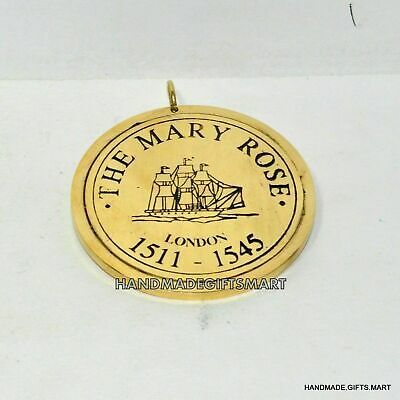 · THE MARY ROSE ·
LONDON
1511 - 1545
HANDMADEGIFTSMART
HANDMADE.GIFTS.MART